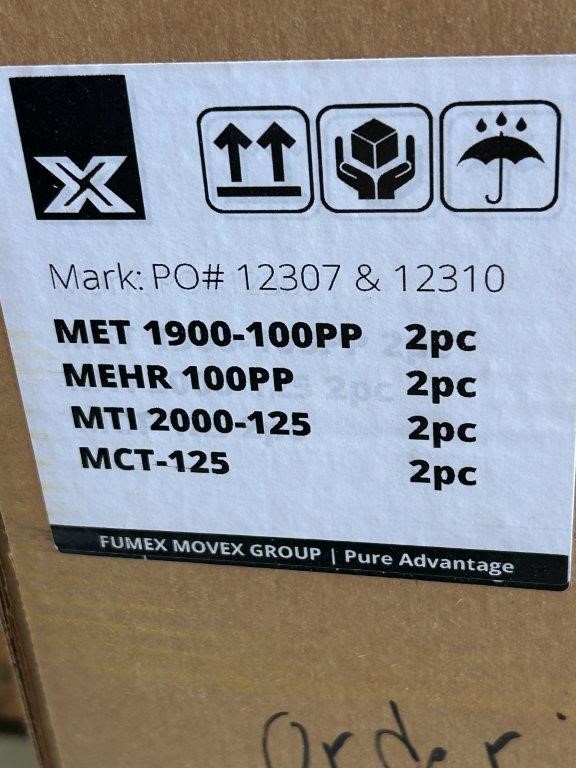 X
Mark: PO# 12307 & 12310
MET 1900-100PP 2pc
MEHR 100PP 2pc
MTI 2000-125 2pc
MCT-125 2pc
FUMEX MOVEX GROUP | Pure Advantage
Order